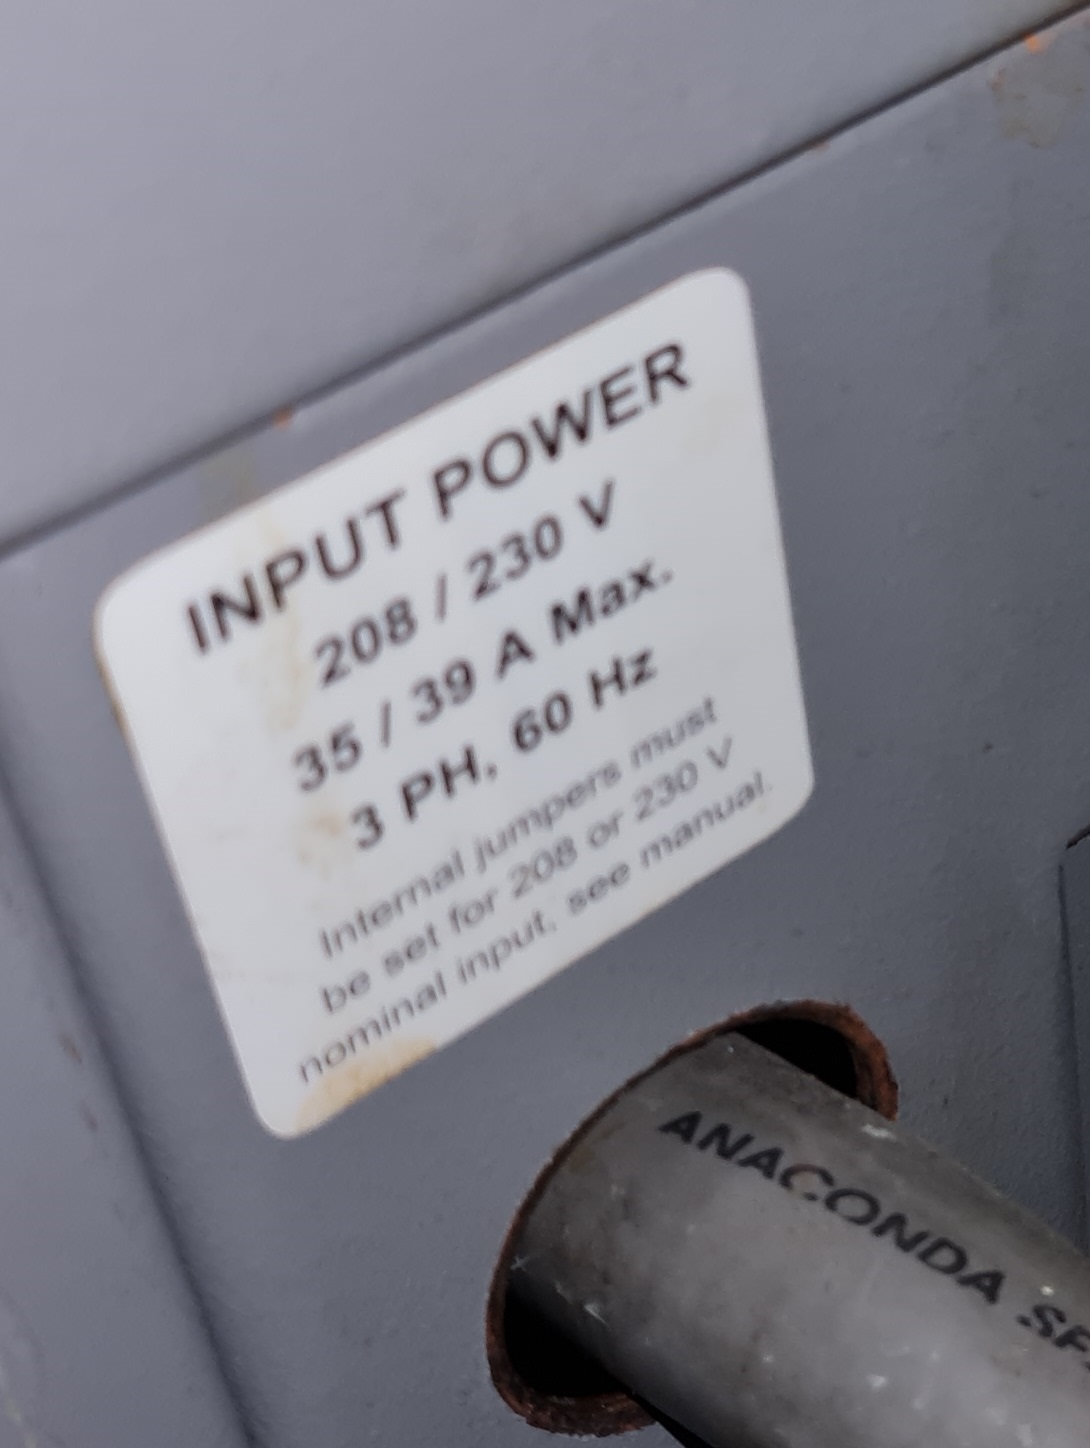 INPUT POWER
208 / 230 V
35 / 39 A Max.
3 PH, 60 Hz
Internal jumpers must
be set for 208 or 230 V
nominal input, see manual.
ANACONDA